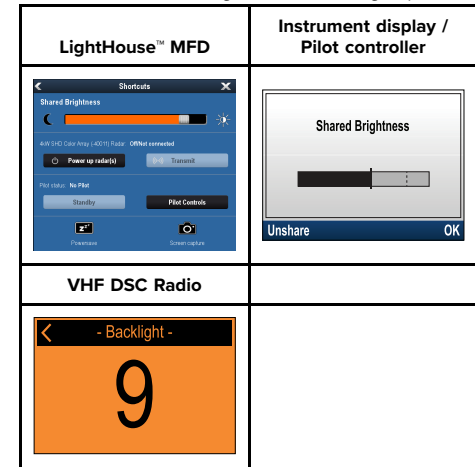 LightHouse™ MFD
Instrument display /
Pilot controller
Shortcuts
Shared Brightness
4kW SHD Color Array (-40011) Radar Off/Not connected
Power up radar(s)
Transmit
Pilot status: No Pilot
Standby
Pilot Controls
Powersave
Screen capture
Shared Brightness
Unshare
OK
VHF DSC Radio
- Backlight -
9